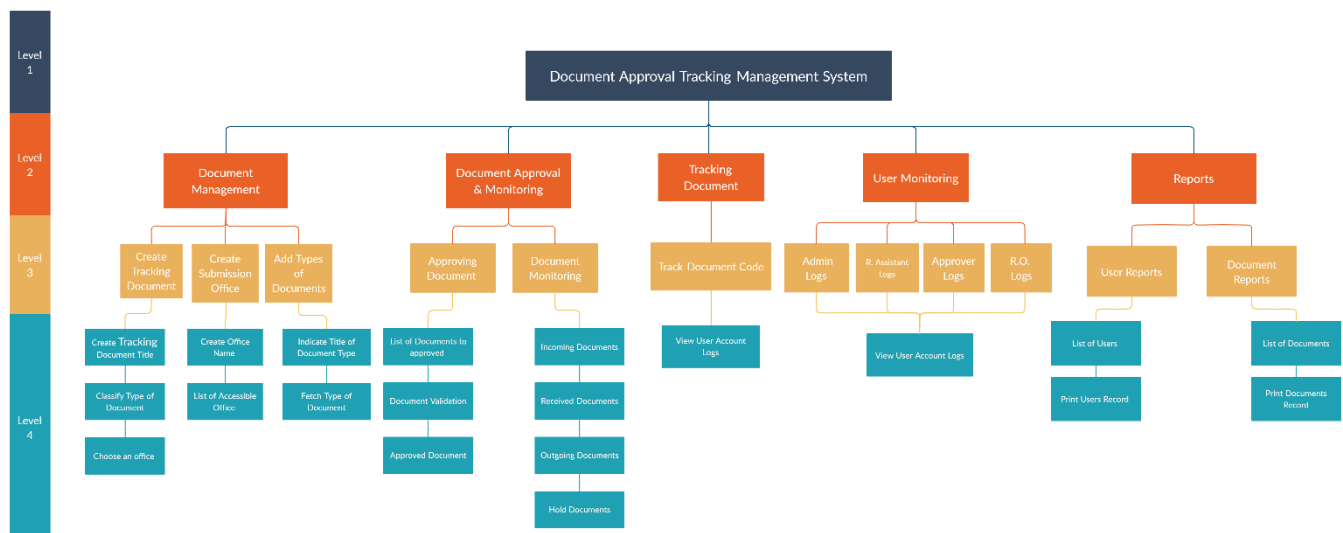 Level
1
Document Approval Tracking Management System
Level
2
Document
Management
Document Approval
& Monitoring
Tracking
Document
User Monitoring
Reports
Level
3
Create
Tracking
Document
Create
Submission
Office
Add Types
of
Documents
Approving
Document
Document
Monitoring
Track Document Code
Admin
Logs
R. Assistant
Logs
Approver
Logs
R.O.
Logs
User Reports
Document
Reports
Level
4
Create Tracking
Document Title
Classify Type of
Document
Choose an office
Create Office
Name
List of Accessible
Office
Indicate Title of
Document Type
Fetch Type of
Document
List of Documents to
approved
Document Validation
Approved Document
Incoming Documents
Received Documents
Outgoing Documents
Hold Documents
View User Account
Logs
View User Account Logs
List of Users
Print Users Record
List of Documents
Print Documents
Record